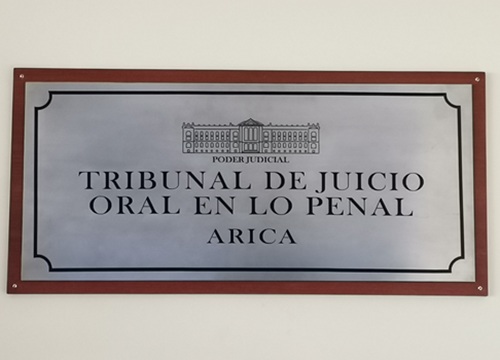 PODER JUDICIAL
TRIBUNAL DE JUICIO
ORAL EN LO PENAL
ARICA